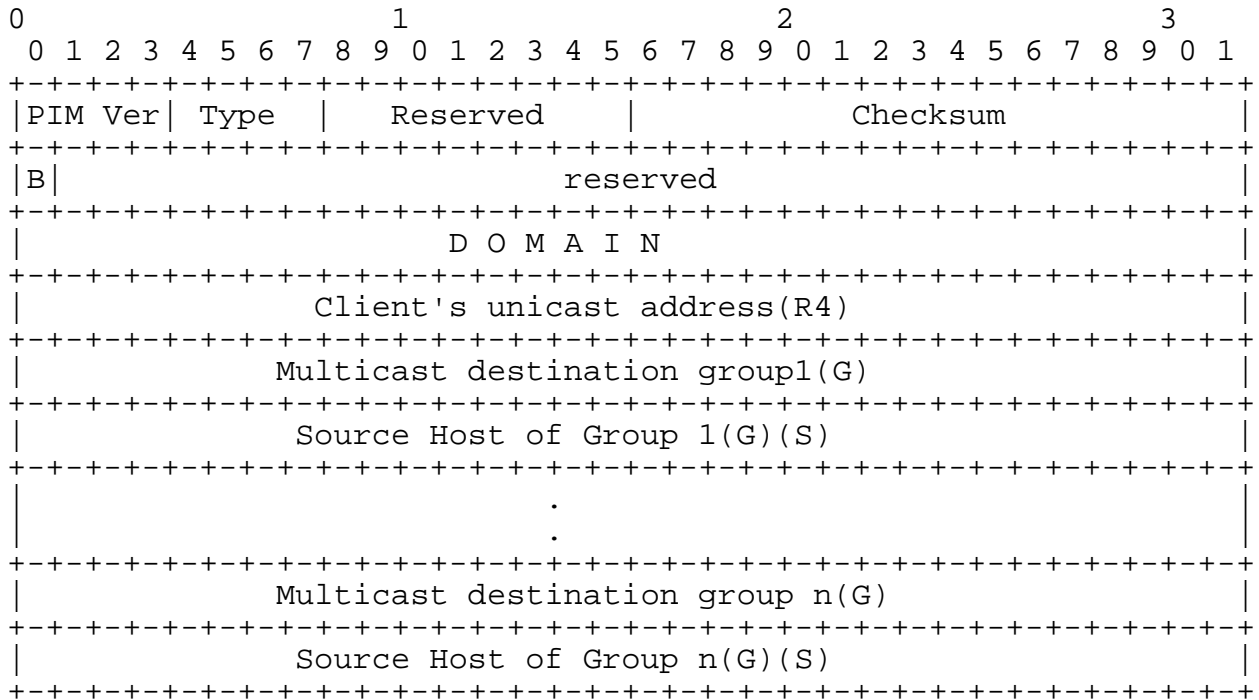 0                   1                   2                   3
 0 1 2 3 4 5 6 7 8 9 0 1 2 3 4 5 6 7 8 9 0 1 2 3 4 5 6 7 8 9 0 1
+-+-+-+-+-+-+-+-+-+-+-+-+-+-+-+-+-+-+-+-+-+-+-+-+-+-+-+-+-+-+-+-+
|PIM Ver| Type  |   Reserved    |           Checksum            |
+-+-+-+-+-+-+-+-+-+-+-+-+-+-+-+-+-+-+-+-+-+-+-+-+-+-+-+-+-+-+-+-+
|B|                          reserved                           |
+-+-+-+-+-+-+-+-+-+-+-+-+-+-+-+-+-+-+-+-+-+-+-+-+-+-+-+-+-+-+-+-+
|                      D O M A I N                              |
+-+-+-+-+-+-+-+-+-+-+-+-+-+-+-+-+-+-+-+-+-+-+-+-+-+-+-+-+-+-+-+-+
|               Client's unicast address(R4)                    |
+-+-+-+-+-+-+-+-+-+-+-+-+-+-+-+-+-+-+-+-+-+-+-+-+-+-+-+-+-+-+-+-+
|             Multicast destination group1(G)                   |
+-+-+-+-+-+-+-+-+-+-+-+-+-+-+-+-+-+-+-+-+-+-+-+-+-+-+-+-+-+-+-+-+
|              Source Host of Group 1(G)(S)                     |
+-+-+-+-+-+-+-+-+-+-+-+-+-+-+-+-+-+-+-+-+-+-+-+-+-+-+-+-+-+-+-+-+
|                           .                                   |
|                           .                                   |
+-+-+-+-+-+-+-+-+-+-+-+-+-+-+-+-+-+-+-+-+-+-+-+-+-+-+-+-+-+-+-+-+
|             Multicast destination group n(G)                  |
+-+-+-+-+-+-+-+-+-+-+-+-+-+-+-+-+-+-+-+-+-+-+-+-+-+-+-+-+-+-+-+-+
|              Source Host of Group n(G)(S)                     |
+-+-+-+-+-+-+-+-+-+-+-+-+-+-+-+-+-+-+-+-+-+-+-+-+-+-+-+-+-+-+-+-+